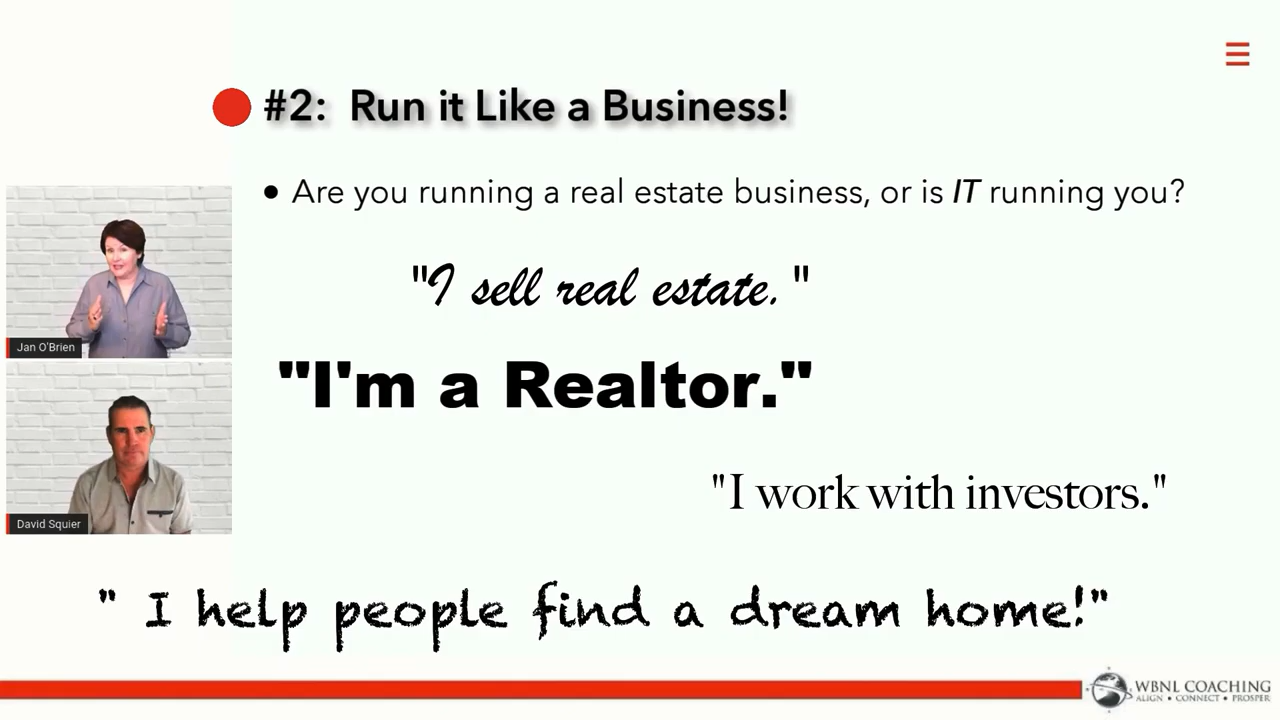 #2: Run it Like a Business!
• Are you running a real estate business, or is IT running you?
"I sell real estate."
Jan O'Brien
"I'm a Realtor."
"I work with investors."
David Squier
" I help people find a dream home!"
WBNL COACHING
ALIGN • CONNECT • PROSPER